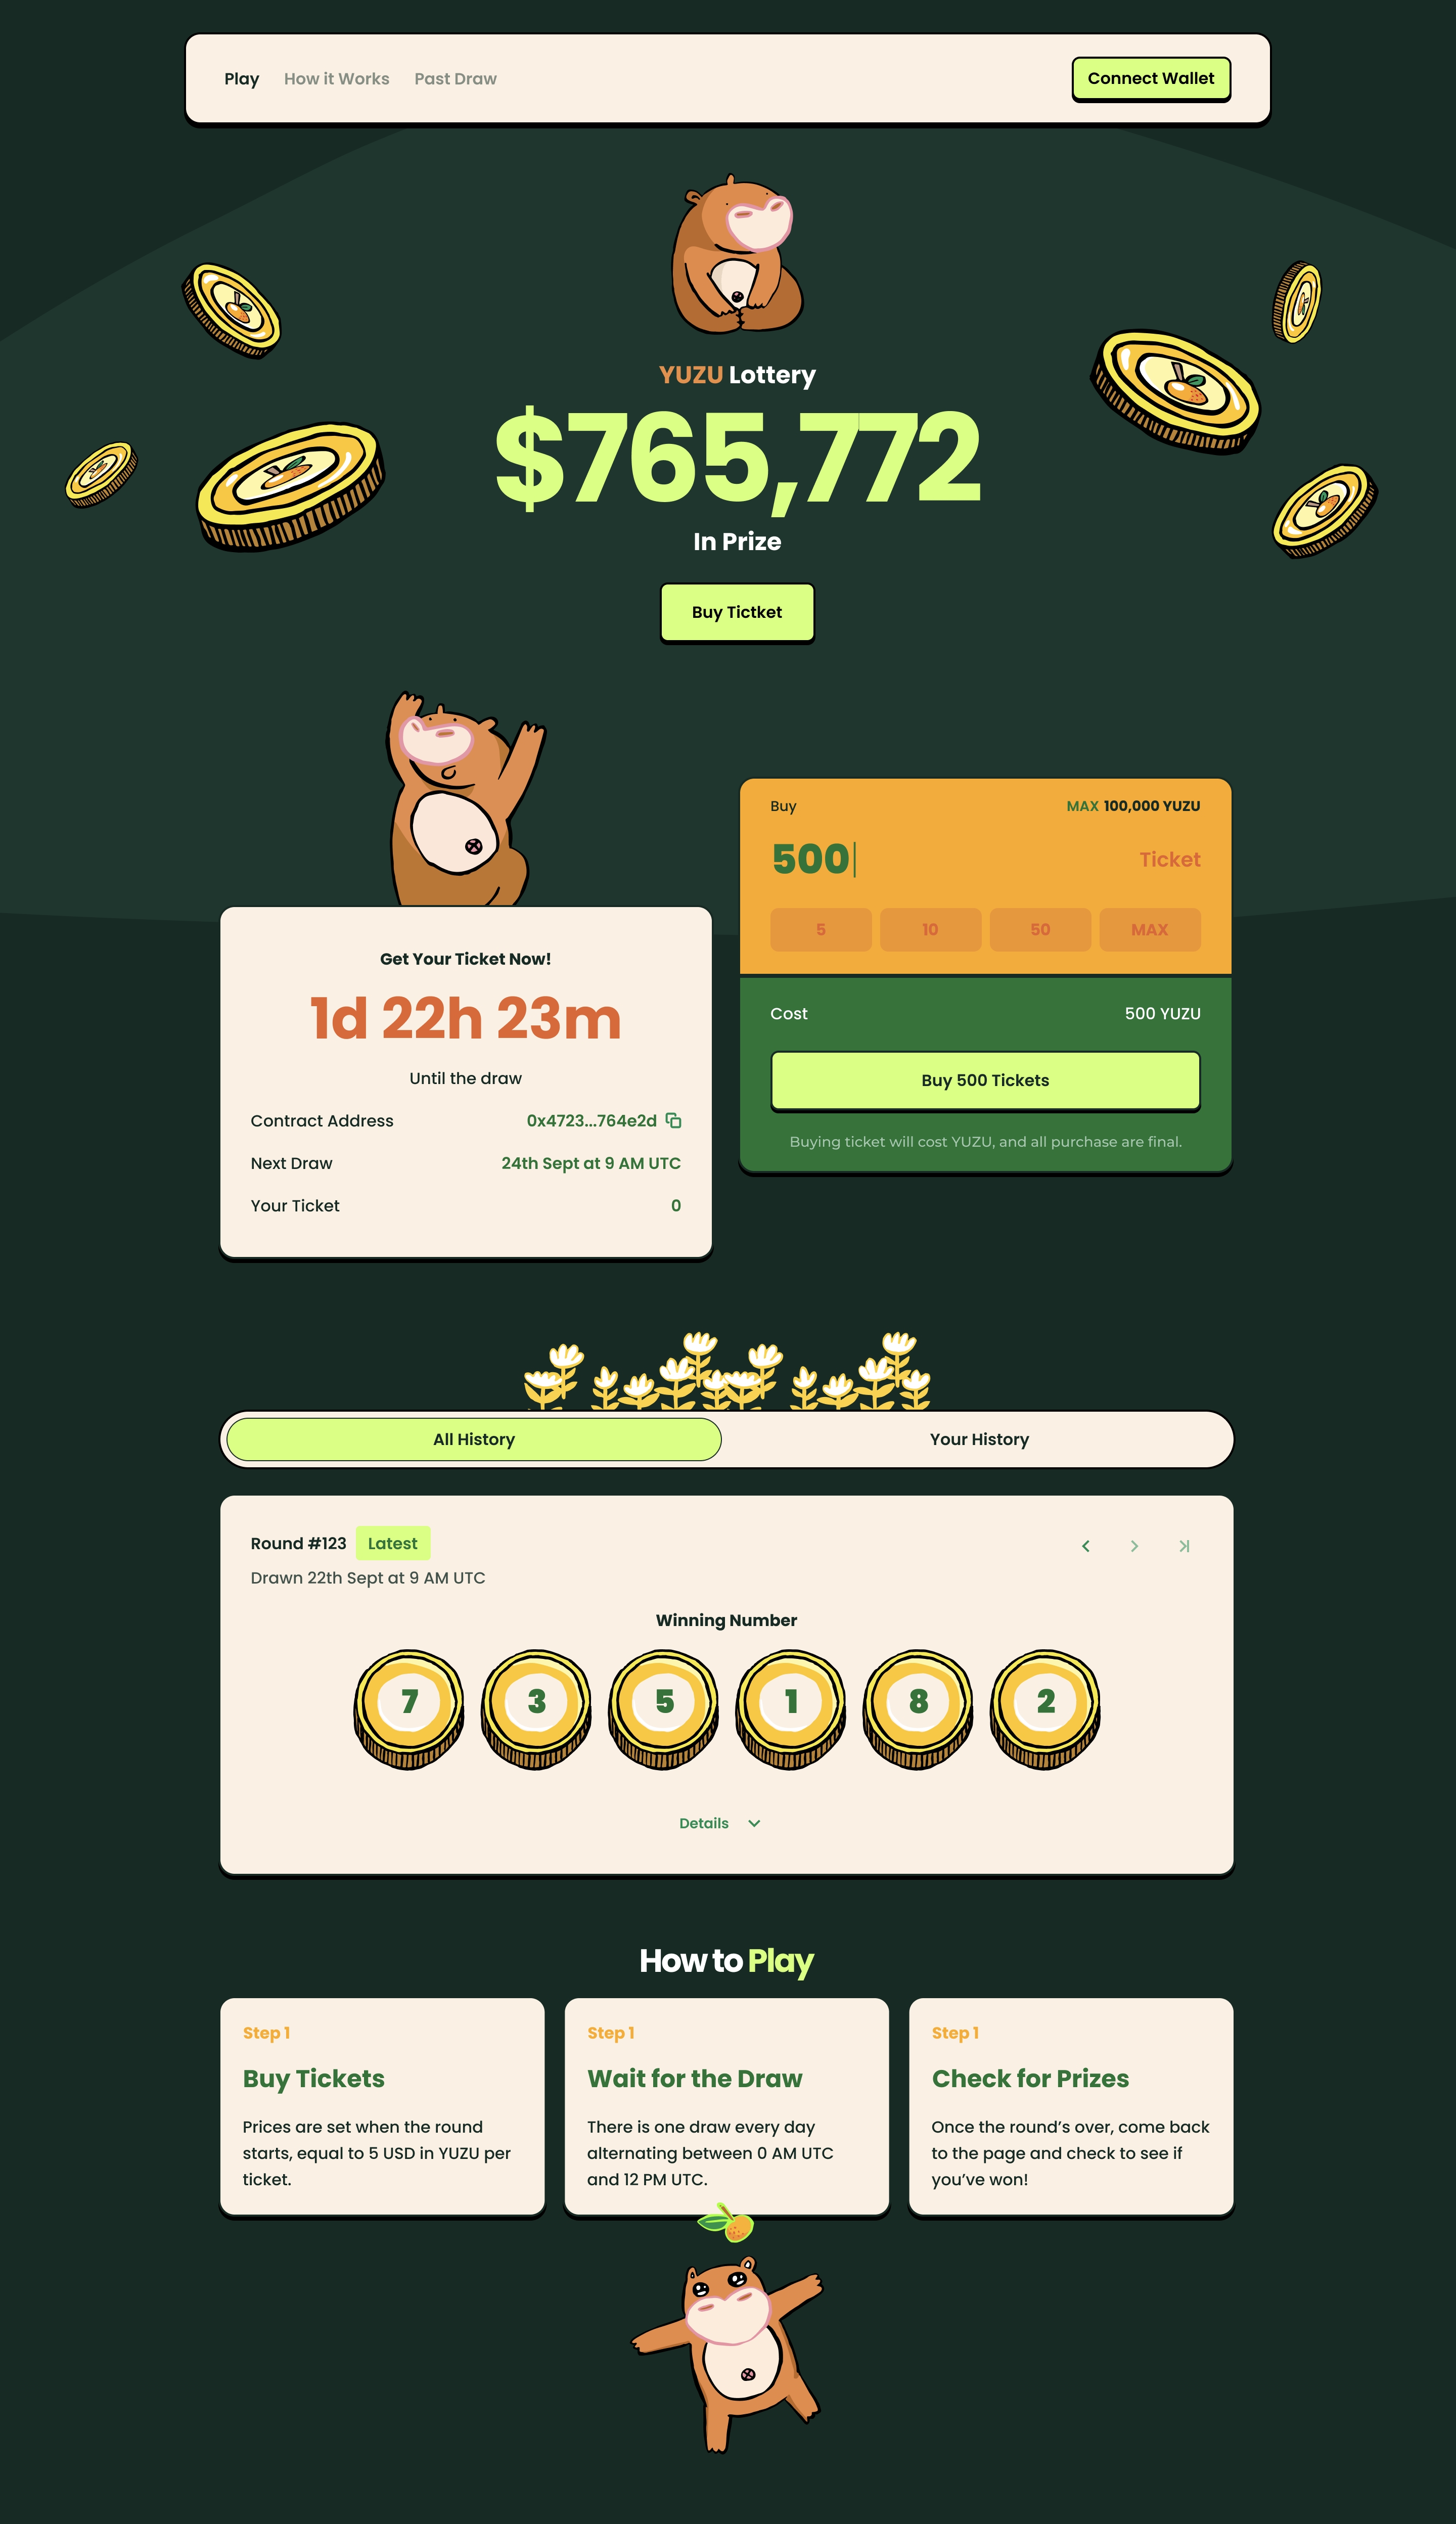 Play How it Works Past Draw Connect Wallet
YUZU Lottery
$765,772
In Prize
Buy Tictket
Buy MAX 100,000 YUZU
500 Ticket
5 10 50 MAX
Cost 500 YUZU
Buy 500 Tickets
Buying ticket will cost YUZU, and all purchase are final.
Get Your Ticket Now!
1d 22h 23m
Until the draw
Contract Address 0x4723...764e2d
Next Draw 24th Sept at 9 AM UTC
Your Ticket 0
All History Your History
Round #123 Latest
Drawn 22th Sept at 9 AM UTC
Winning Number
7 3 5 1 8 2
Details
How to Play
Step 1
Buy Tickets
Prices are set when the round
starts, equal to 5 USD in YUZU per
ticket.
Step 1
Wait for the Draw
There is one draw every day
alternating between 0 AM UTC
and 12 PM UTC.
Step 1
Check for Prizes
Once the round’s over, come back
to the page and check to see if
you’ve won!